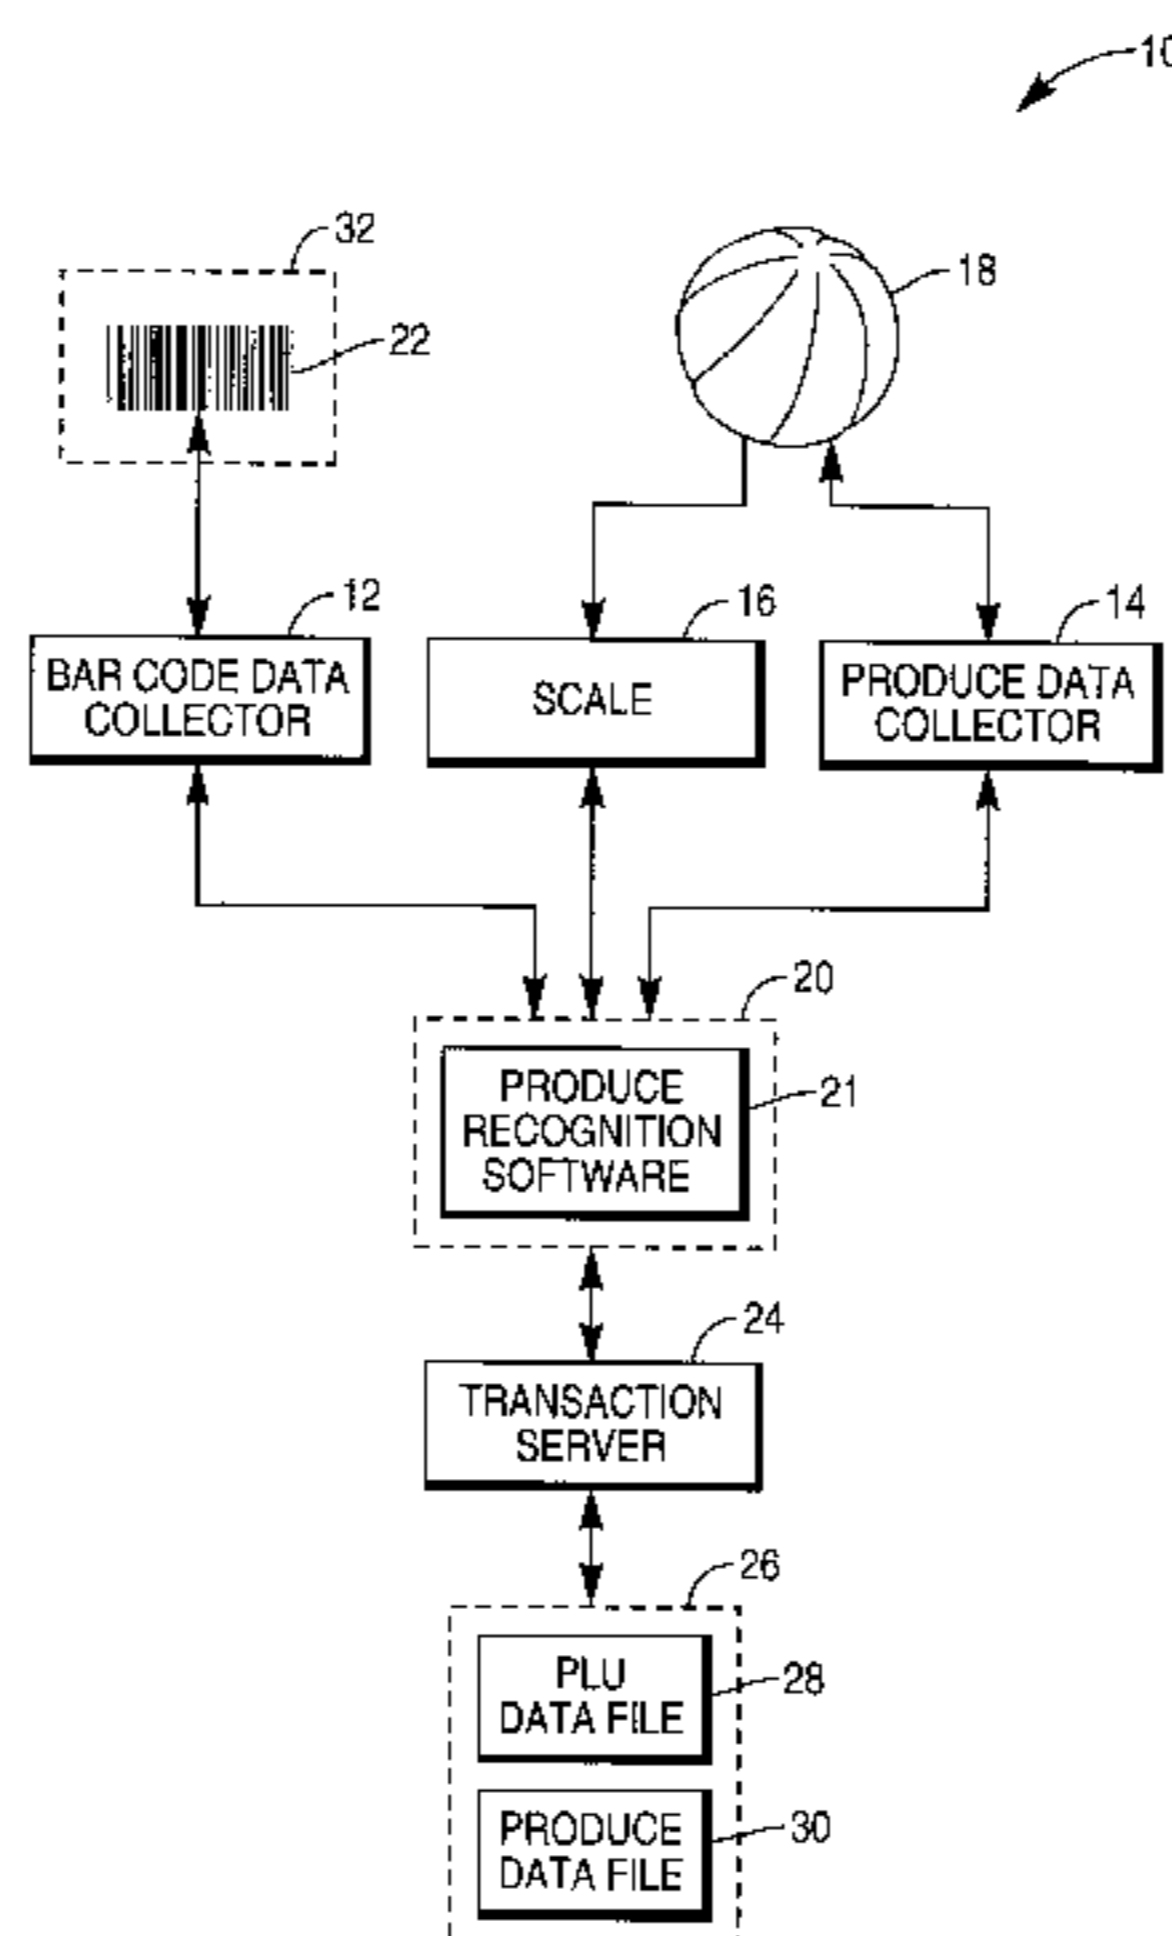 10
32
22
18
12
BAR CODE DATA
COLLECTOR
16
SCALE
14
PRODUCE DATA
COLLECTOR
20
PRODUCE
RECOGNITION
SOFTWARE
21
24
TRANSACTION
SERVER
26
PLU
DATA FILE
28
PRODUCE
DATA FILE
30